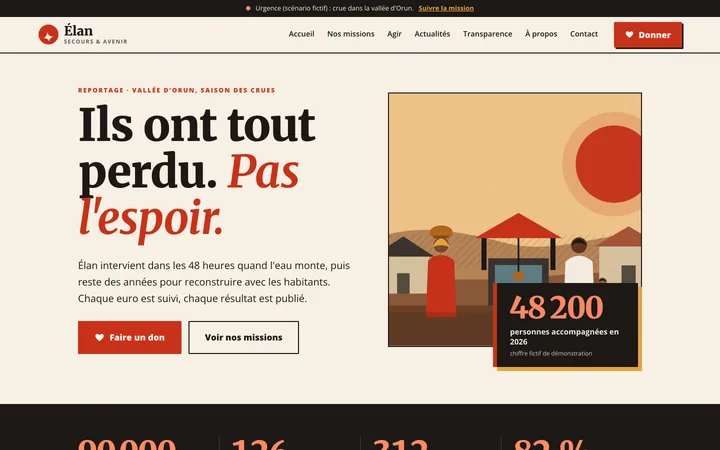 Urgence (scénario fictif) : crue dans la vallée d'Orun. Suivre la mission
Élan
SECOURS & AVENIR
Accueil Nos missions Agir Actualités Transparence À propos Contact Donner
REPORTAGE · VALLÉE D'ORUN, SAISON DES CRUES
Ils ont tout
perdu. Pas
l'espoir.
Élan intervient dans les 48 heures quand l'eau monte, puis
reste des années pour reconstruire avec les habitants.
Chaque euro est suivi, chaque résultat est publié.
Faire un don Voir nos missions
48 200
personnes accompagnées en
2026
chiffre fictif de démonstration
126 312 82 %